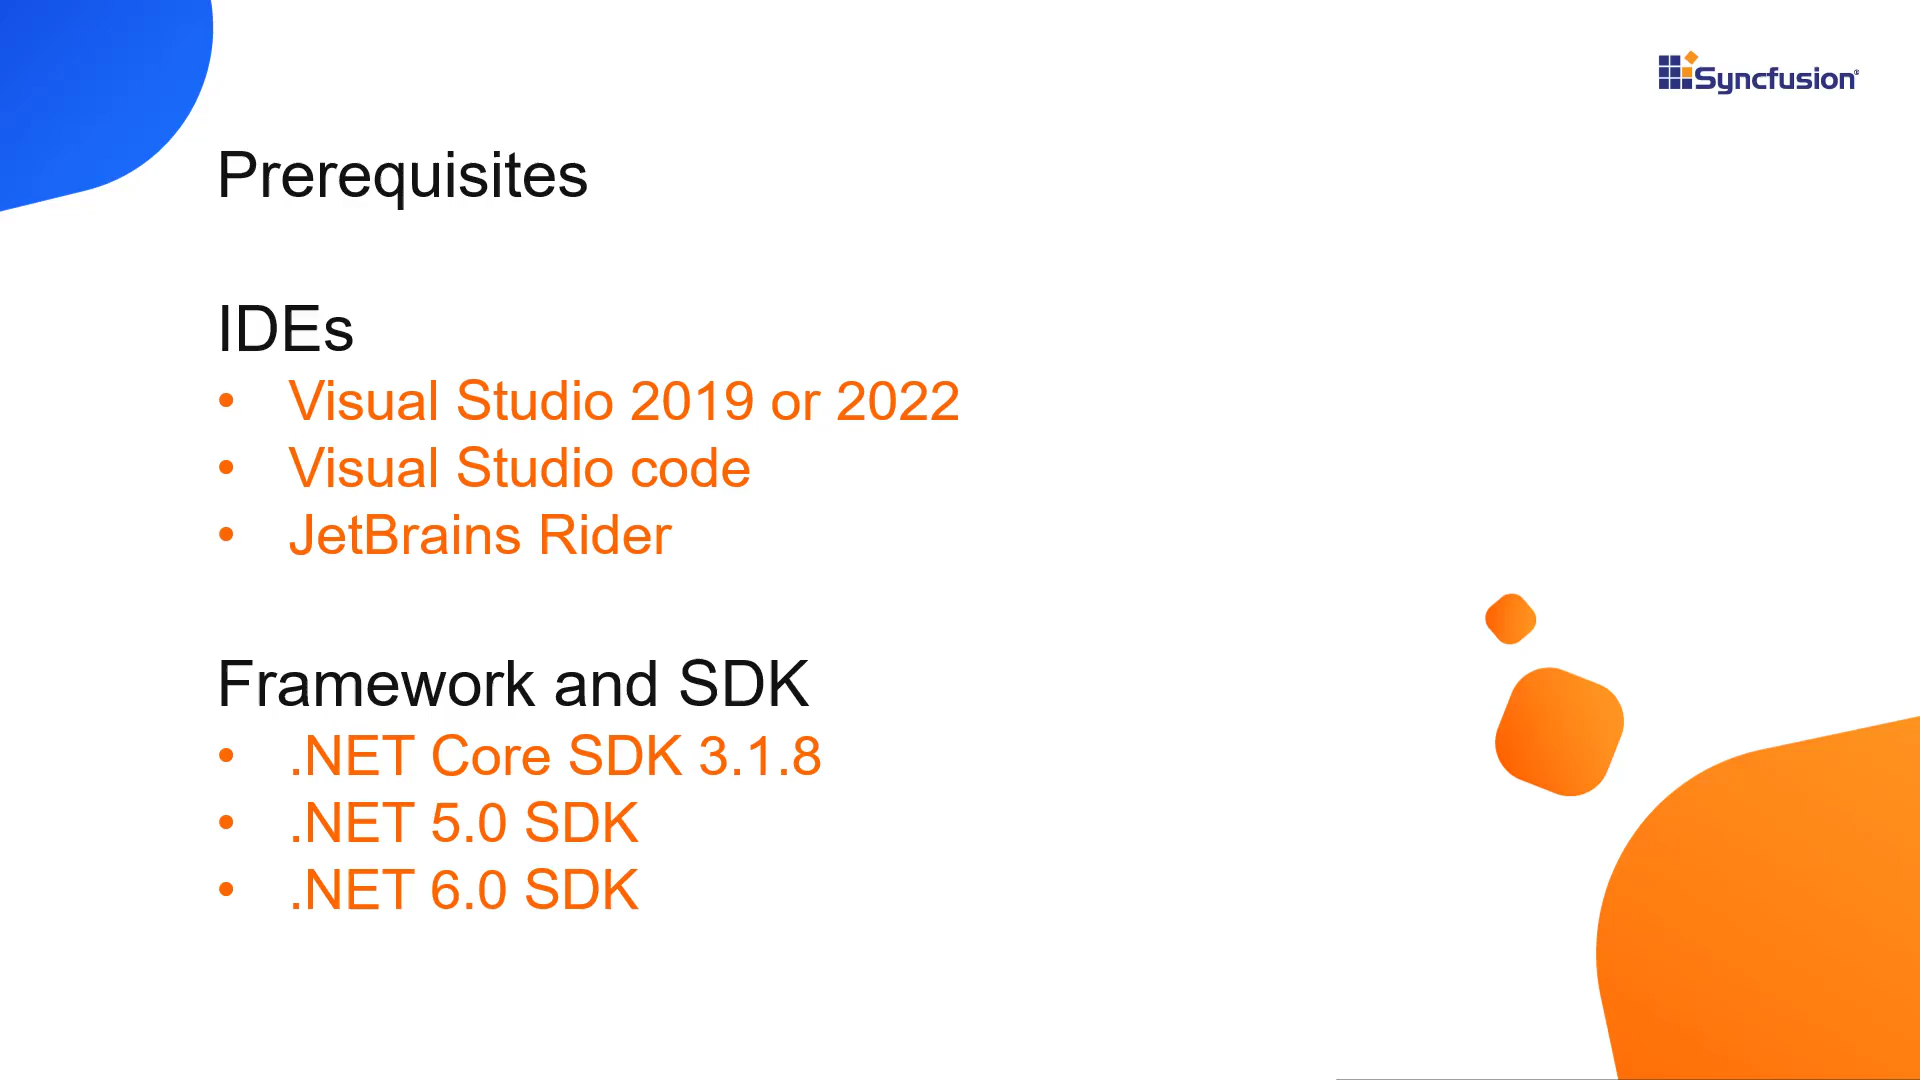 Syncfusion®
Prerequisites
IDEs
• Visual Studio 2019 or 2022
• Visual Studio code
• JetBrains Rider
Framework and SDK
• .NET Core SDK 3.1.8
• .NET 5.0 SDK
• .NET 6.0 SDK